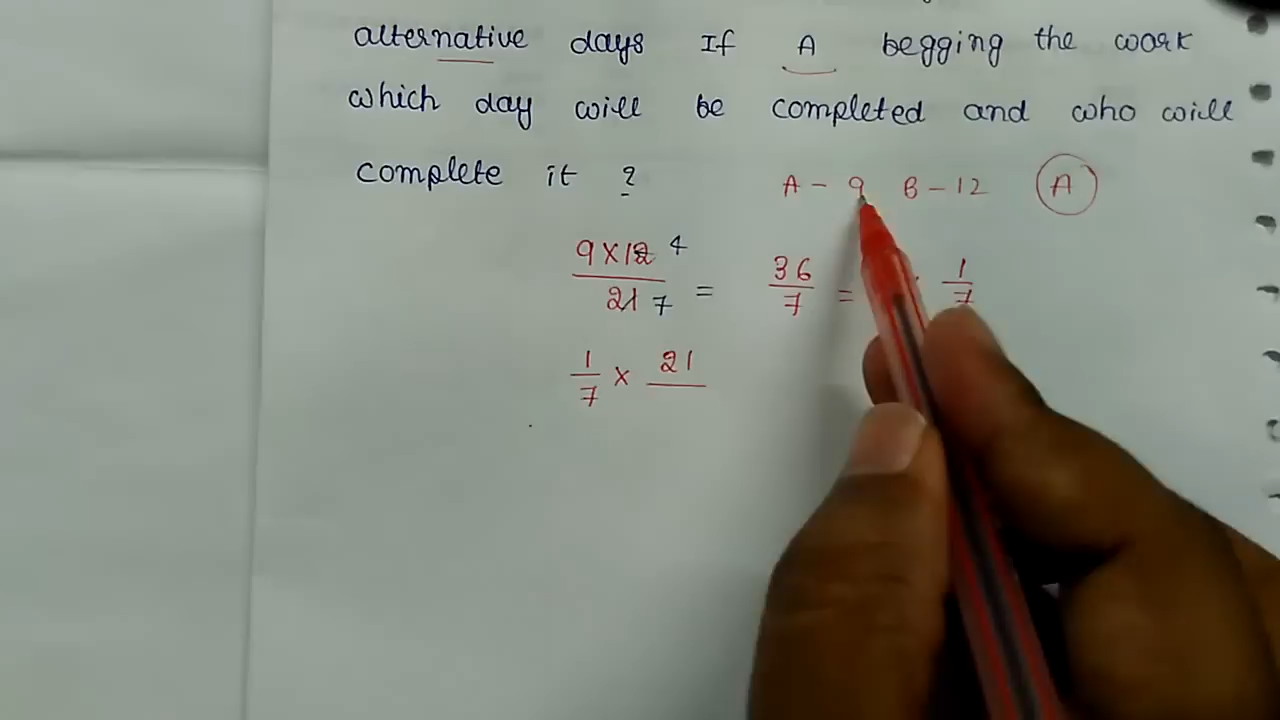 alternative days If A begging the work
which day will be completed and who will
complete it ?
A - 9 B - 12 A
9 X 12 4 / 21 7 = 36 / 7 = 1 / 7
1 / 7 X 21